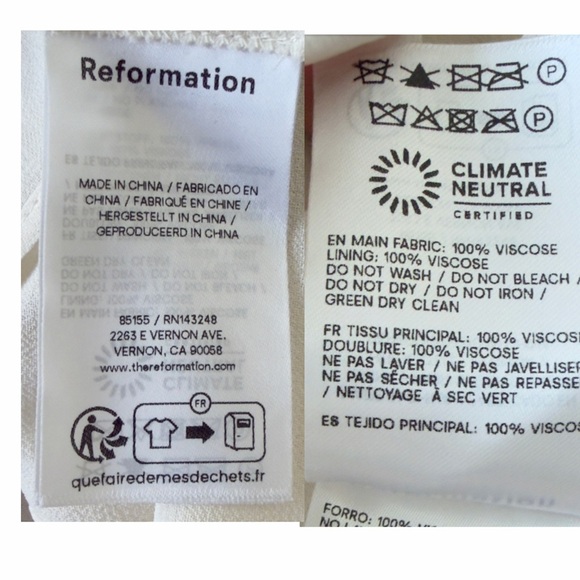 Reformation
MADE IN CHINA / FABRICADO EN
CHINA / FABRIQUÉ EN CHINE /
HERGESTELLT IN CHINA /
GEPRODUCEERD IN CHINA
85155 / RN143248
2263 E VERNON AVE.
VERNON, CA 90058
www.thereformation.com
FR
quefairedemesdechets.fr
P
P
CLIMATE
NEUTRAL
CERTIFIED
EN MAIN FABRIC: 100% VISCOSE
LINING: 100% VISCOSE
DO NOT WASH / DO NOT BLEACH /
DO NOT DRY / DO NOT IRON /
GREEN DRY CLEAN
FR TISSU PRINCIPAL: 100% VISCOSE
DOUBLURE: 100% VISCOSE
NE PAS LAVER / NE PAS JAVELLISER
NE PAS SÉCHER / NE PAS REPASSE
/ NETTOYAGE À SEC VERT
ES TEJIDO PRINCIPAL: 100% VISCOS
FORRO: 100%